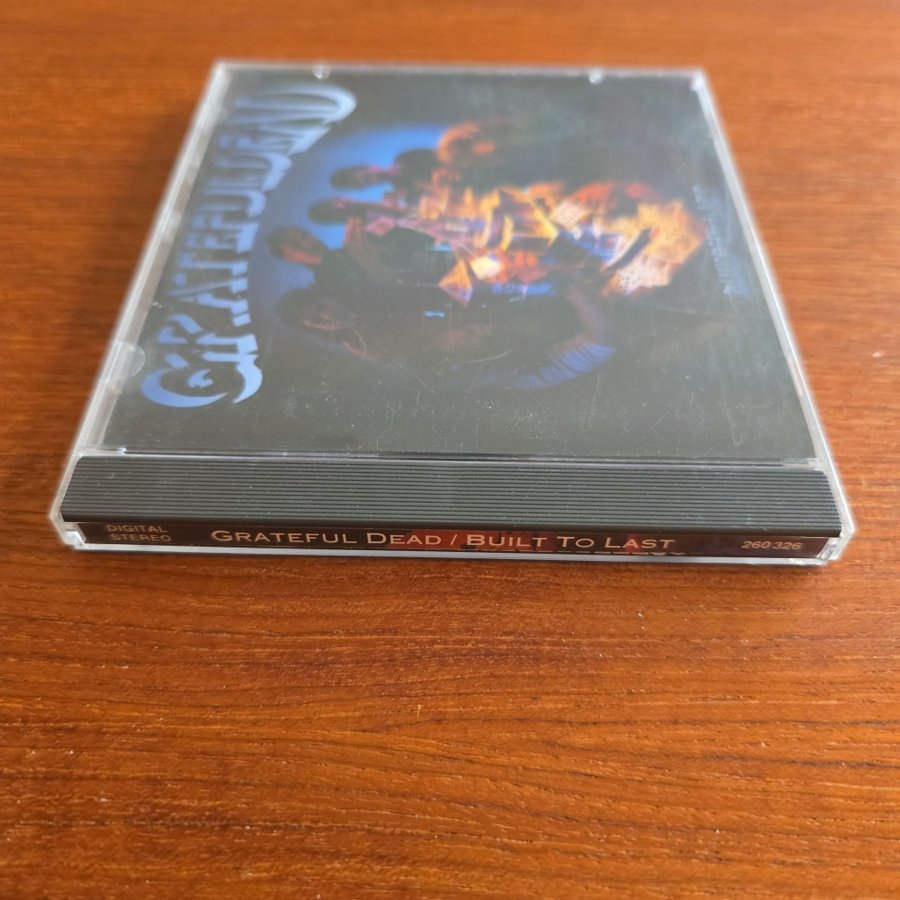 GRATEFUL DEAD
DIGITAL
STEREO
GRATEFUL DEAD / BUILT TO LAST
260 326